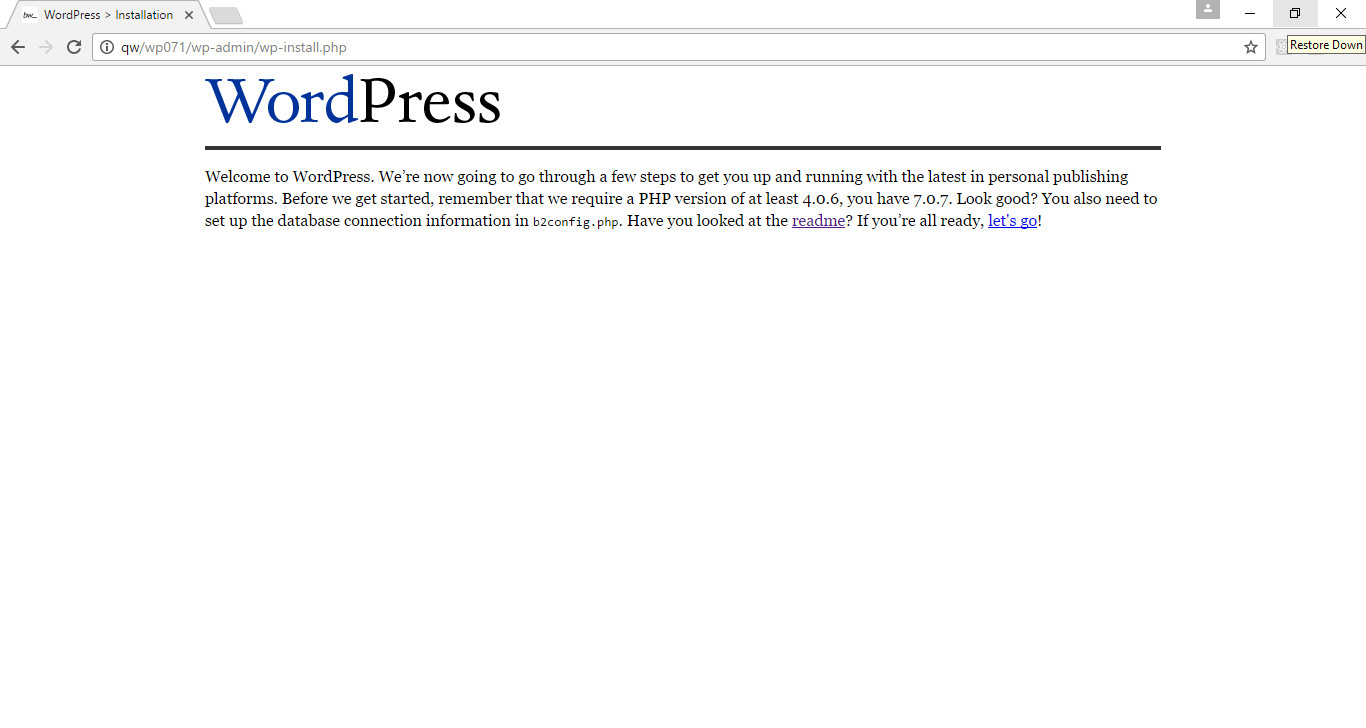 bw_ WordPress > Installation
qw/wp071/wp-admin/wp-install.php
Restore Down
WordPress
Welcome to WordPress. We’re now going to go through a few steps to get you up and running with the latest in personal publishing
platforms. Before we get started, remember that we require a PHP version of at least 4.0.6, you have 7.0.7. Look good? You also need to
set up the database connection information in b2config.php. Have you looked at the readme? If you’re all ready, let's go!